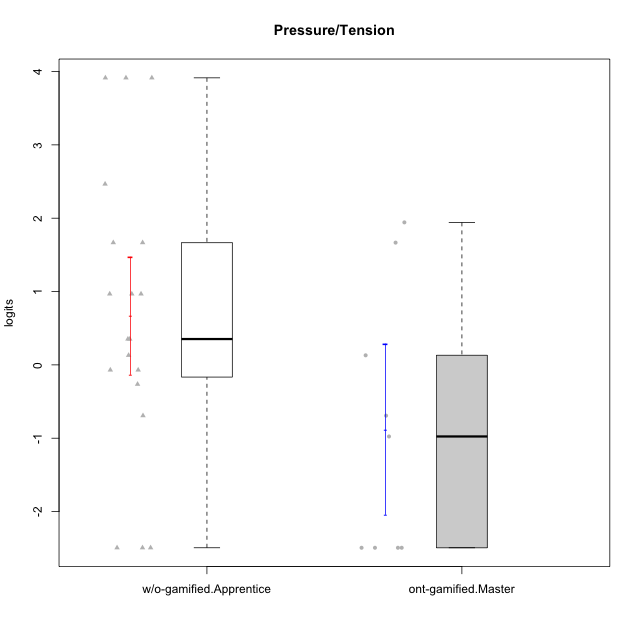 Pressure/Tension
logits
4
3
2
1
0
-1
-2
w/o-gamified.Apprentice
ont-gamified.Master